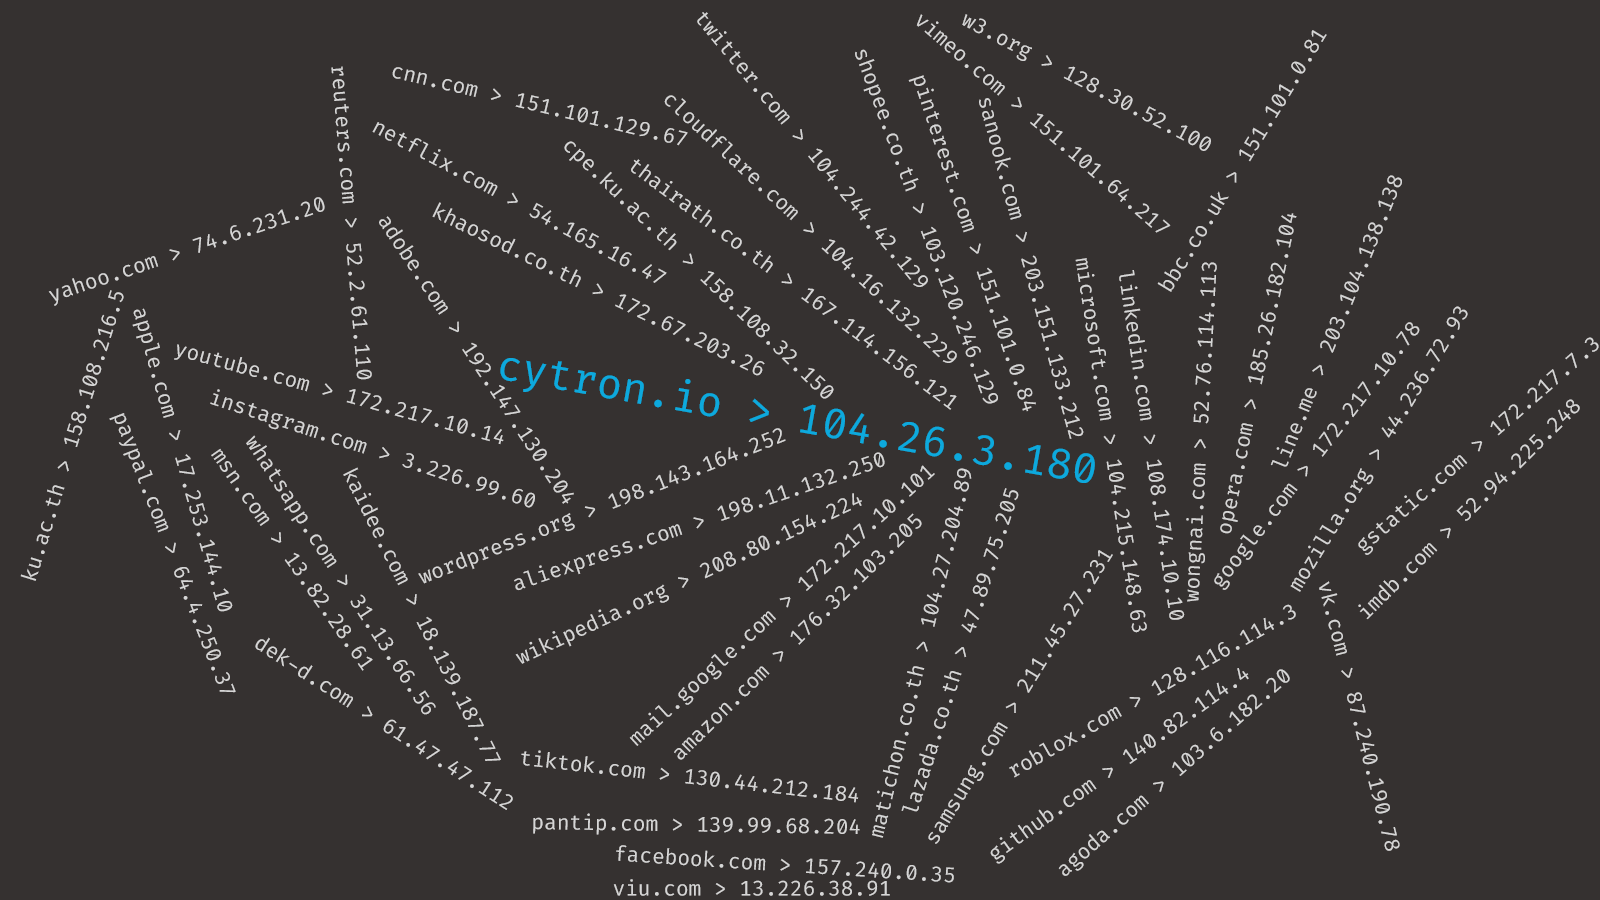 twitter.com > 104.244.42.129
vimeo.com > 151.101.64.217
w3.org > 128.30.52.100
bbc.co.uk > 151.101.0.81
shopee.co.th > 103.120.246.129
pinterest.com > 151.101.0.84
sanook.com > 203.151.133.212
reuters.com > 52.2.61.110
cnn.com > 151.101.129.67
cloudflare.com > 104.16.132.229
netflix.com > 54.165.16.47
cpe.ku.ac.th > 158.108.32.150
thairath.co.th > 167.114.156.121
khaosod.co.th > 172.67.203.26
adobe.com > 192.147.130.204
yahoo.com > 74.6.231.20
ku.ac.th > 158.108.216.5
apple.com > 17.253.144.10
youtube.com > 172.217.10.14
instagram.com > 3.226.99.60
cytron.io > 104.26.3.180
microsoft.com > 104.215.148.63
linkedin.com > 108.174.10.10
wongnai.com > 52.76.114.113
opera.com > 185.26.182.104
line.me > 203.104.138.138
google.com > 172.217.10.78
mozilla.org > 44.236.72.93
gstatic.com > 172.217.7.3
imdb.com > 52.94.225.248
paypal.com > 64.4.250.37
msn.com > 13.82.28.61
whatsapp.com > 31.13.66.56
kaidee.com > 18.139.187.77
wordpress.org > 198.143.164.252
aliexpress.com > 198.11.132.250
wikipedia.org > 208.80.154.224
mail.google.com > 172.217.10.101
amazon.com > 176.32.103.205
matichon.co.th > 104.27.204.89
lazada.co.th > 47.89.75.205
samsung.com > 211.45.27.231
roblox.com > 128.116.114.3
github.com > 140.82.114.4
agoda.com > 103.6.182.20
vk.com > 87.240.190.78
dek-d.com > 61.47.47.112
tiktok.com > 130.44.212.184
pantip.com > 139.99.68.204
facebook.com > 157.240.0.35
viu.com > 13.226.38.91